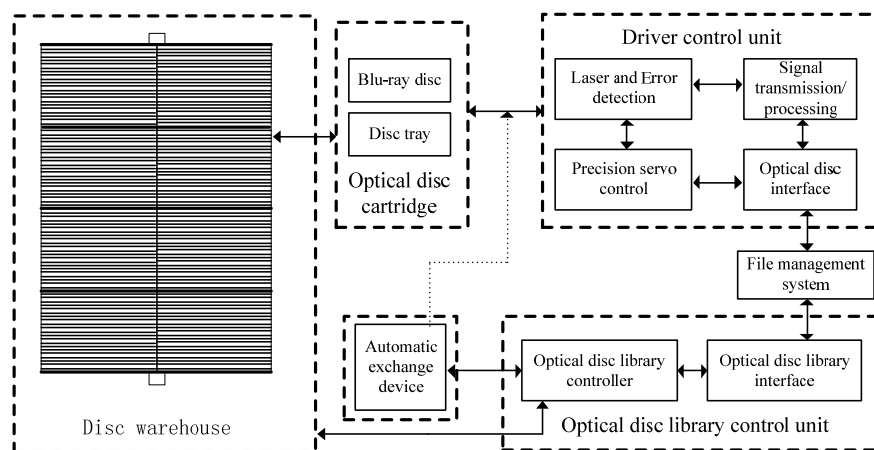 Driver control unit
Blu-ray disc
Disc tray
Optical disc
cartridge
Laser and Error
detection
Signal
transmission/
processing
Precision servo
control
Optical disc
interface
File management
system
Automatic
exchange
device
Optical disc library
controller
Optical disc library
interface
Disc warehouse
Optical disc library control unit